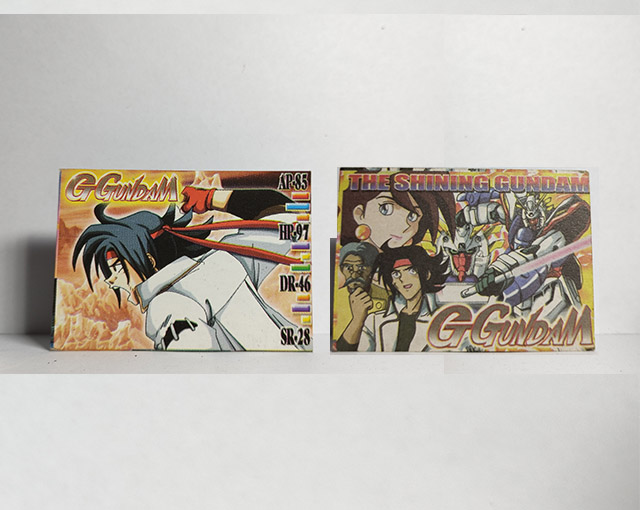 G GUNDAM
AP-85
HP-97
DR-46
SR-28
THE SHINING GUNDAM
G GUNDAM